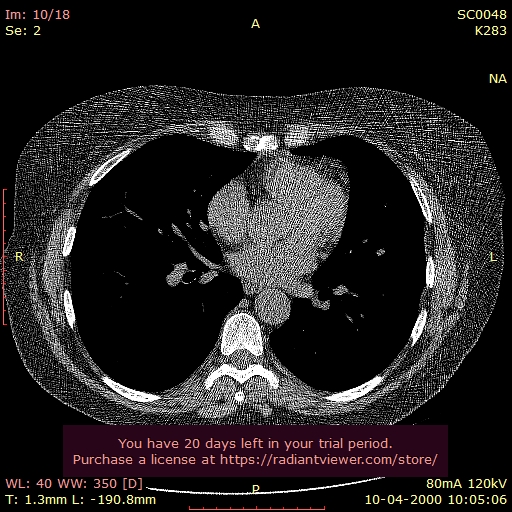 Im: 10/18
Se: 2
A
SC0048
K283
NA
R
L
You have 20 days left in your trial period.
Purchase a license at https://radiantviewer.com/store/
WL: 40 WW: 350 [D]
T: 1.3mm L: -190.8mm
P
80mA 120kV
10-04-2000 10:05:06